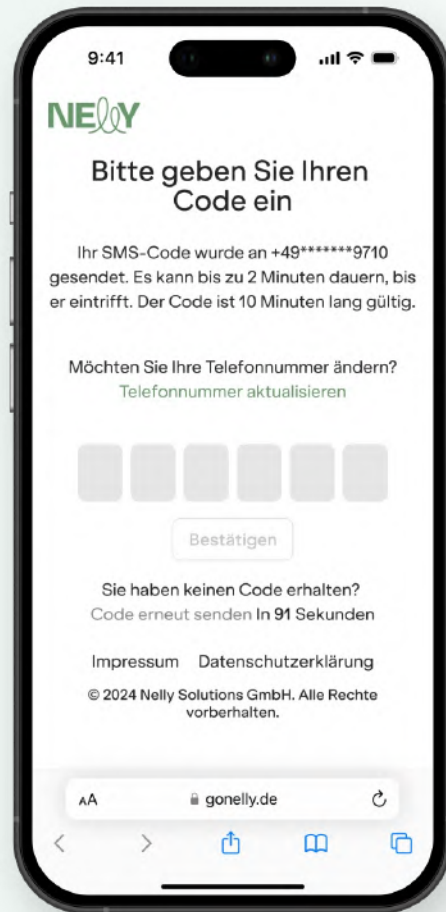 9:41
NELLY
Bitte geben Sie Ihren
Code ein
Ihr SMS-Code wurde an +49*******9710
gesendet. Es kann bis zu 2 Minuten dauern, bis
er eintrifft. Der Code ist 10 Minuten lang gültig.
Möchten Sie Ihre Telefonnummer ändern?
Telefonnummer aktualisieren
Bestätigen
Sie haben keinen Code erhalten?
Code erneut senden In 91 Sekunden
Impressum Datenschutzerklärung
© 2024 Nelly Solutions GmbH. Alle Rechte
vorberhalten.
AA gonelly.de